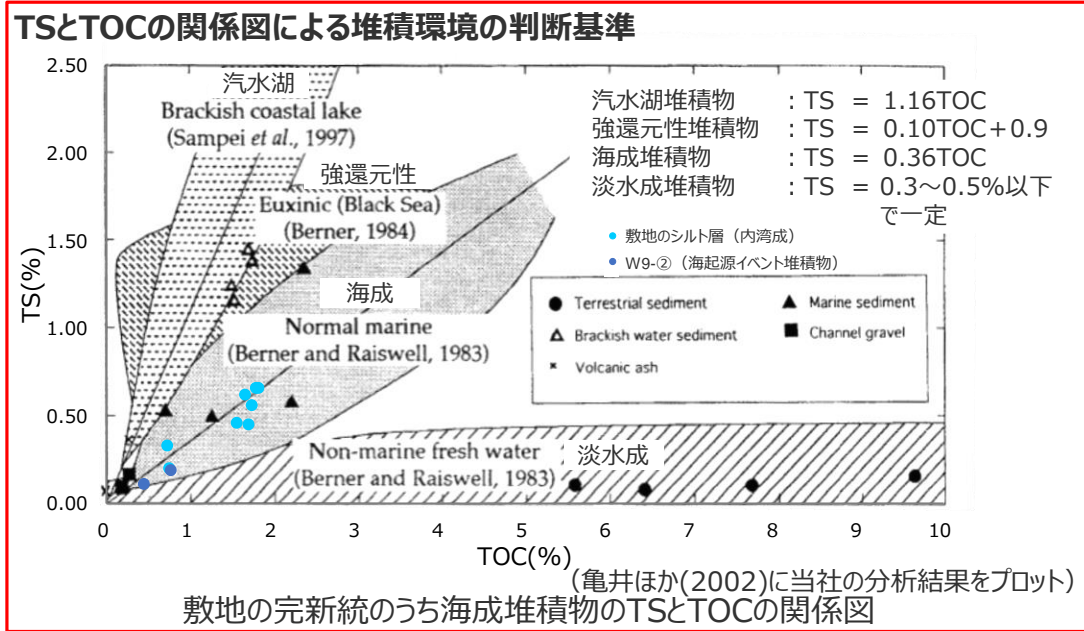 TSとTOCの関係図による堆積環境の判断基準
2.50
2.00
1.50
1.00
0.50
0.00
TS(%)
汽水湖
Brackish coastal lake
(Sampei et al., 1997)
強還元性
Euxinic (Black Sea)
(Berner, 1984)
海成
Normal marine
(Berner and Raiswell, 1983)
Non-marine fresh water
(Berner and Raiswell, 1983)
淡水成
汽水湖堆積物 : TS = 1.16TOC
強還元性堆積物 : TS = 0.10TOC+0.9
海成堆積物 : TS = 0.36TOC
淡水成堆積物 : TS = 0.3~0.5%以下
で一定
敷地のシルト層（内湾成）
W9-②（海起源イベント堆積物）
Terrestrial sediment
Marine sediment
Brackish water sediment
Channel gravel
Volcanic ash
0 1 2 3 4 5 6 7 8 9 10
TOC(%)
（亀井ほか(2002)に当社の分析結果をプロット）
敷地の完新統のうち海成堆積物のTSとTOCの関係図